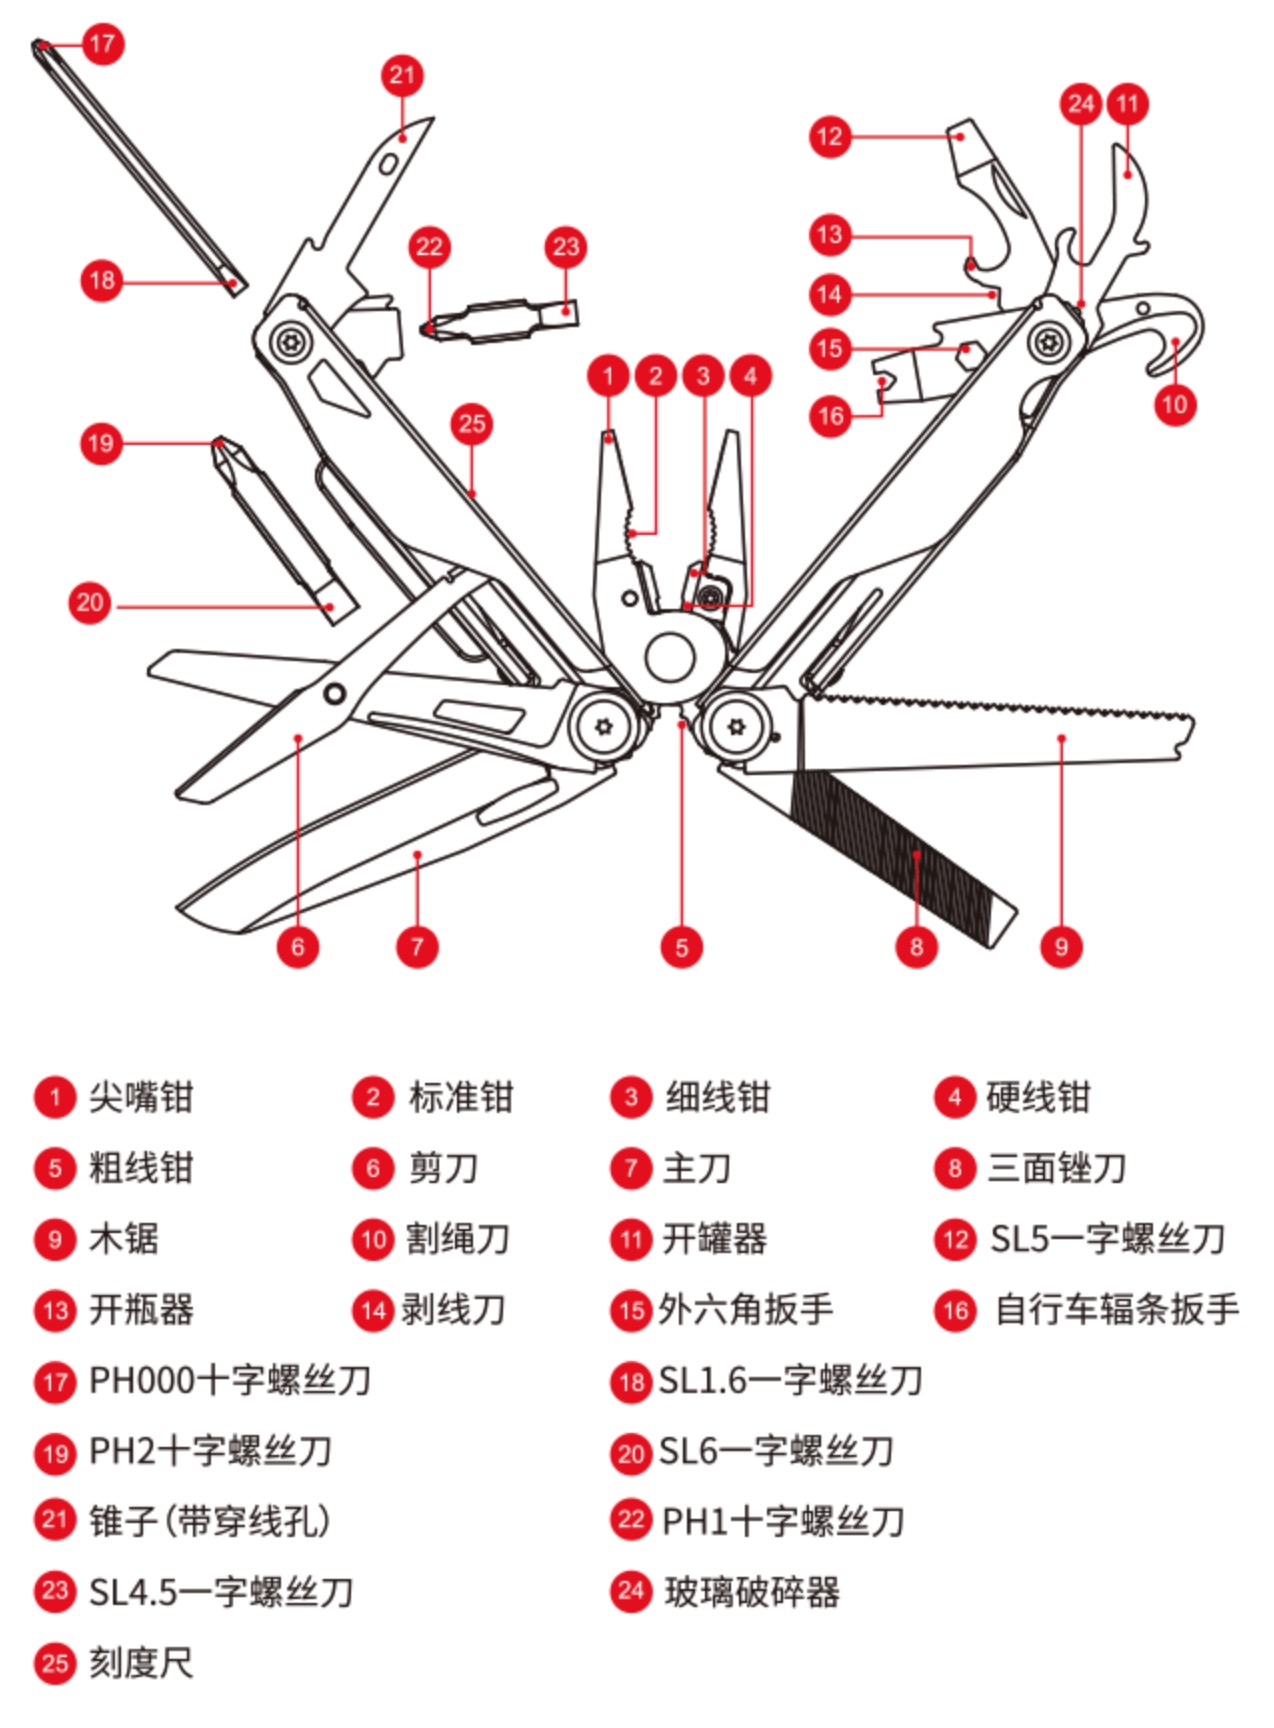 17
21
24 11
12
22 23
13
18
14
15
1 2 3 4
16
10
25
19
20
6
7
5
8
9
1 尖嘴钳 2 标准钳 3 细线钳 4 硬线钳
5 粗线钳 6 剪刀 7 主刀 8 三面锉刀
9 木锯 10 割绳刀 11 开罐器 12 SL5一字螺丝刀
13 开瓶器 14 剥线刀 15 外六角扳手 16 自行车辐条扳手
17 PH000十字螺丝刀 18 SL1.6一字螺丝刀
19 PH2十字螺丝刀 20 SL6一字螺丝刀
21 锥子(带穿线孔) 22 PH1十字螺丝刀
23 SL4.5一字螺丝刀 24 玻璃破碎器
25 刻度尺